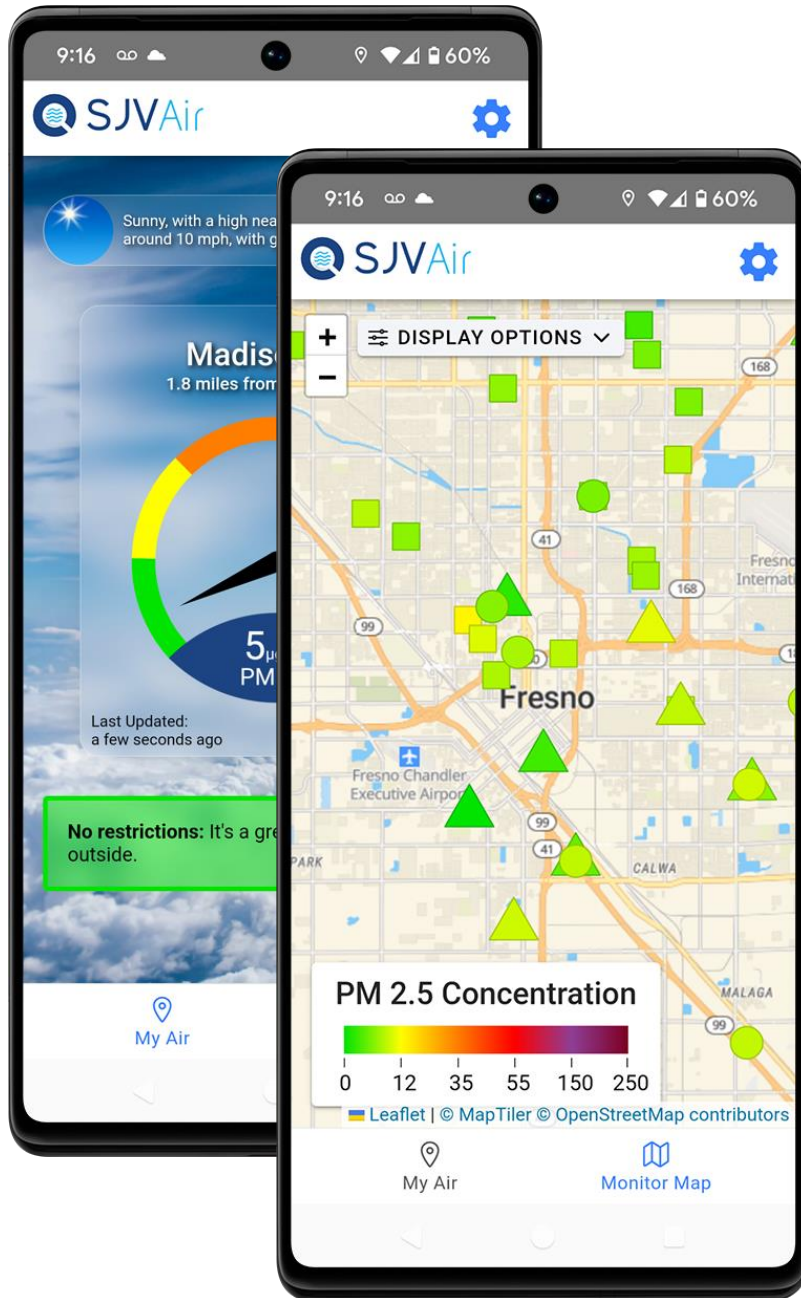 9:16
60%
SJVAir
Sunny, with a high nea
around 10 mph, with g
Madis
1.8 miles from
5
PM
Last Updated:
a few seconds ago
No restrictions: It's a gre
outside.
My Air
9:16
60%
SJVAir
+
DISPLAY OPTIONS
−
168
41
Fresno
Internati
168
99
Fresno
Fresno Chandler
Executive Airpor
99
41
PARK
CALWA
MALAGA
99
PM 2.5 Concentration
0 12 35 55 150 250
Leaflet | © MapTiler © OpenStreetMap contributors
My Air
Monitor Map